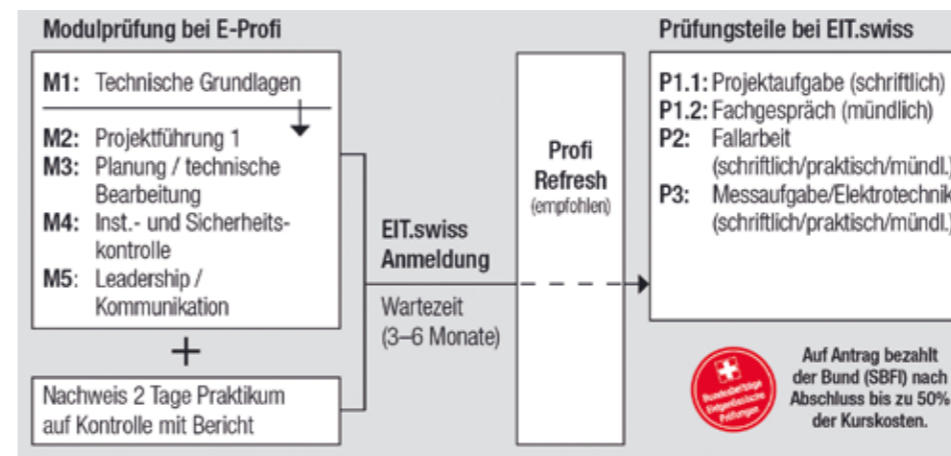 Modulprüfung bei E-Profi
M1: Technische Grundlagen
M2: Projektführung 1
M3: Planung / technische
Bearbeitung
M4: Inst.- und Sicherheits-
kontrolle
M5: Leadership /
Kommunikation
+
Nachweis 2 Tage Praktikum
auf Kontrolle mit Bericht
EIT.swiss
Anmeldung
Wartezeit
(3–6 Monate)
Profi
Refresh
(empfohlen)
Prüfungsteile bei EIT.swiss
P1.1: Projektaufgabe (schriftlich)
P1.2: Fachgespräch (mündlich)
P2: Fallarbeit
(schriftlich/praktisch/mündl.)
P3: Messaufgabe/Elektrotechnik
(schriftlich/praktisch/mündl.)
Eidgenössische
Prüfungen
Auf Antrag bezahlt
der Bund (SBFI) nach
Abschluss bis zu 50%
der Kurskosten.